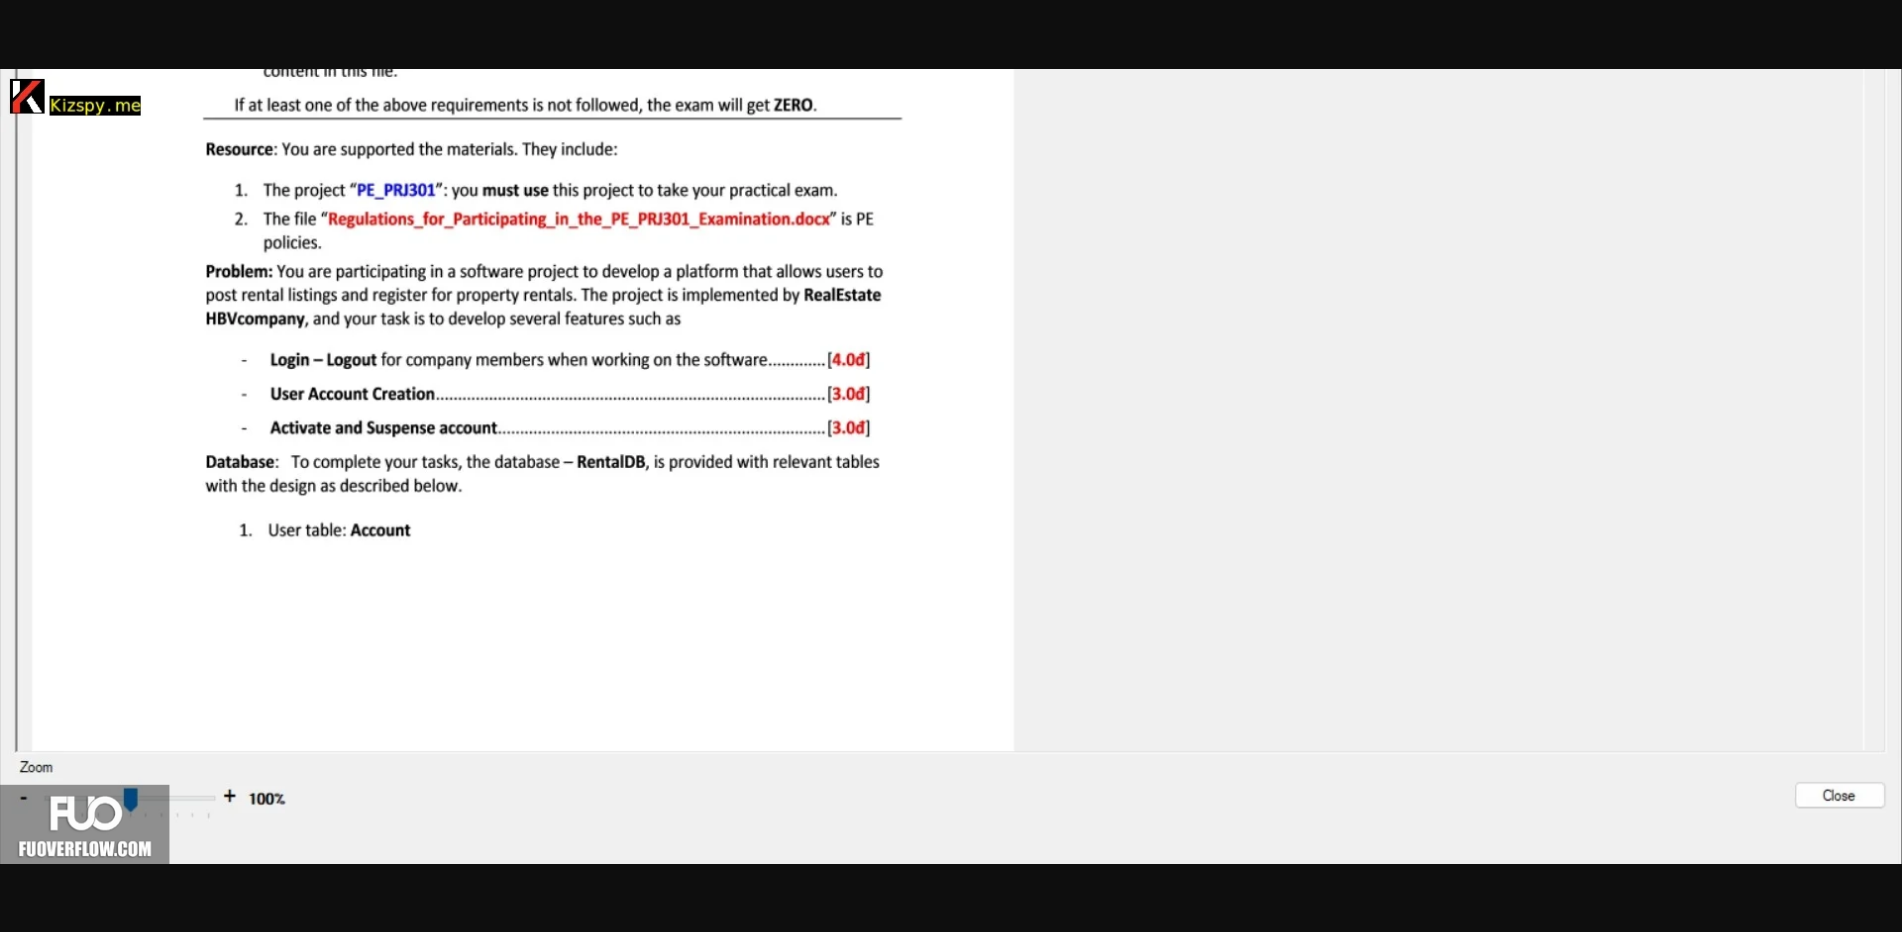 content in this file.
Kizspy.me
If at least one of the above requirements is not followed, the exam will get ZERO.
Resource: You are supported the materials. They include:
1. The project “PE_PRJ301”: you must use this project to take your practical exam.
2. The file “Regulations_for_Participating_in_the_PE_PRJ301_Examination.docx” is PE
policies.
Problem: You are participating in a software project to develop a platform that allows users to
post rental listings and register for property rentals. The project is implemented by RealEstate
HBVcompany, and your task is to develop several features such as
- Login – Logout for company members when working on the software.............[4.0đ]
- User Account Creation.........................................................................................[3.0đ]
- Activate and Suspense account...........................................................................[3.0đ]
Database: To complete your tasks, the database – RentalDB, is provided with relevant tables
with the design as described below.
1. User table: Account
Zoom
- + 100%
Close
FUO
FUOVERFLOW.COM